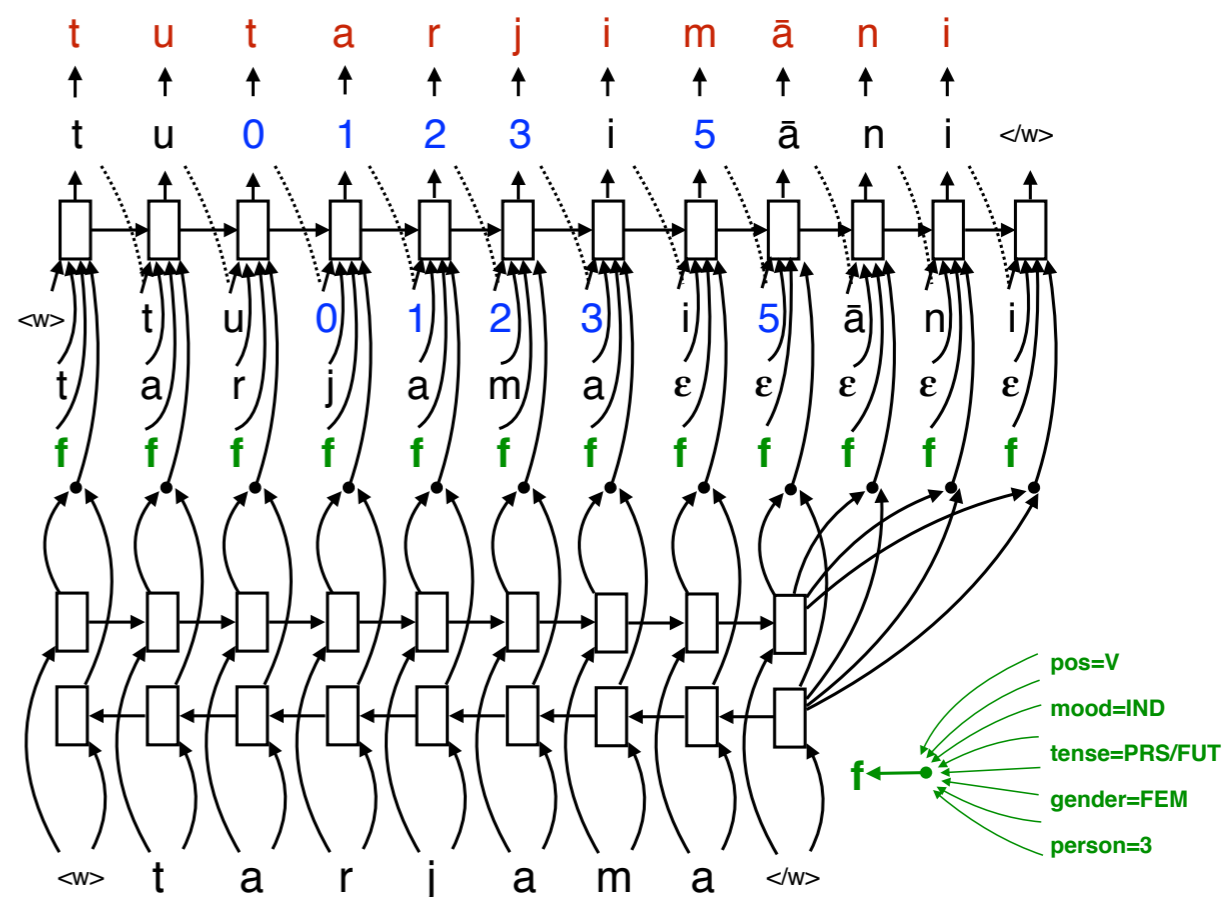 t u t a r j i m ā n i
t u 0 1 2 3 i 5 ā n i </w>
<w> t u 0 1 2 3 i 5 ā n i
t a r j a m a ε ε ε ε ε
f f f f f f f f f f f f
pos=V
mood=IND
tense=PRS/FUT
f
gender=FEM
person=3
<w> t a r j a m a </w>